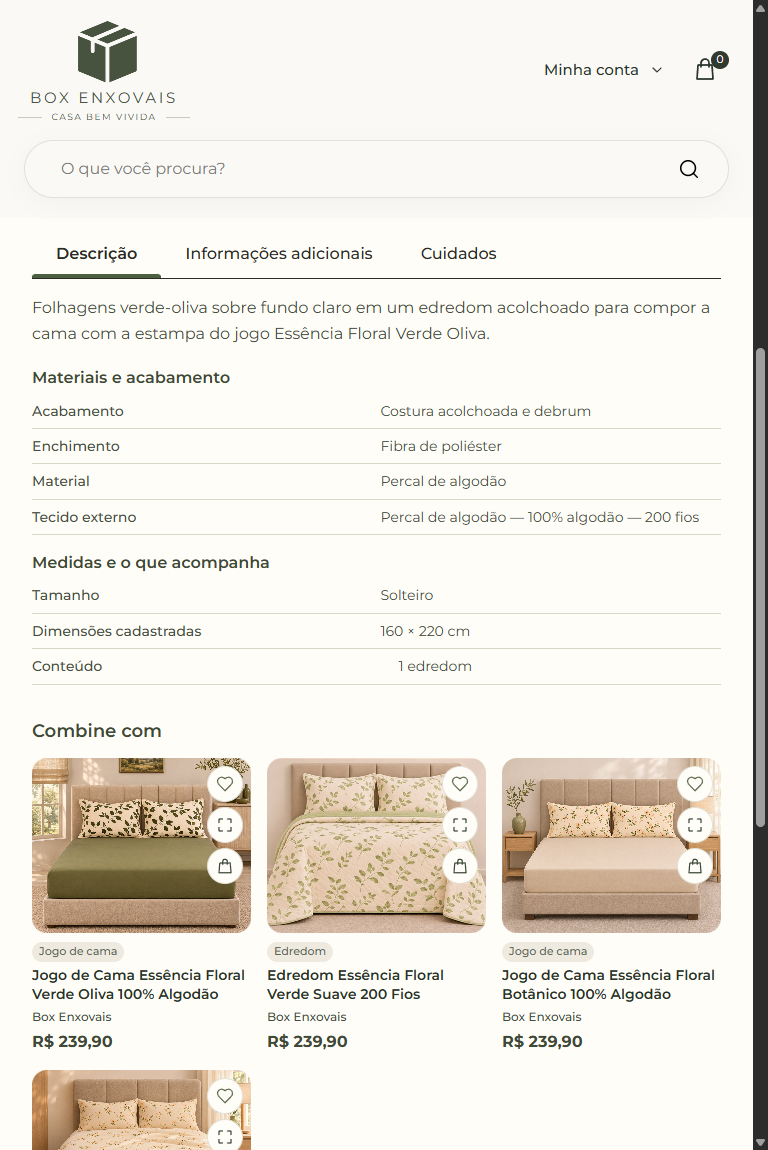 BOX ENXOVAIS
CASA BEM VIVIDA
Minha conta
0
O que você procura?
Descrição
Informações adicionais
Cuidados
Folhagens verde-oliva sobre fundo claro em um edredom acolchoado para compor a
cama com a estampa do jogo Essência Floral Verde Oliva.
Materiais e acabamento
Acabamento Costura acolchoada e debrum
Enchimento Fibra de poliéster
Material Percal de algodão
Tecido externo Percal de algodão — 100% algodão — 200 fios
Medidas e o que acompanha
Tamanho Solteiro
Dimensões cadastradas 160 × 220 cm
Conteúdo 1 edredom
Combine com
Jogo de cama
Jogo de Cama Essência Floral
Verde Oliva 100% Algodão
Box Enxovais
R$ 239,90
Edredom
Edredom Essência Floral
Verde Suave 200 Fios
Box Enxovais
R$ 239,90
Jogo de cama
Jogo de Cama Essência Floral
Botânico 100% Algodão
Box Enxovais
R$ 239,90